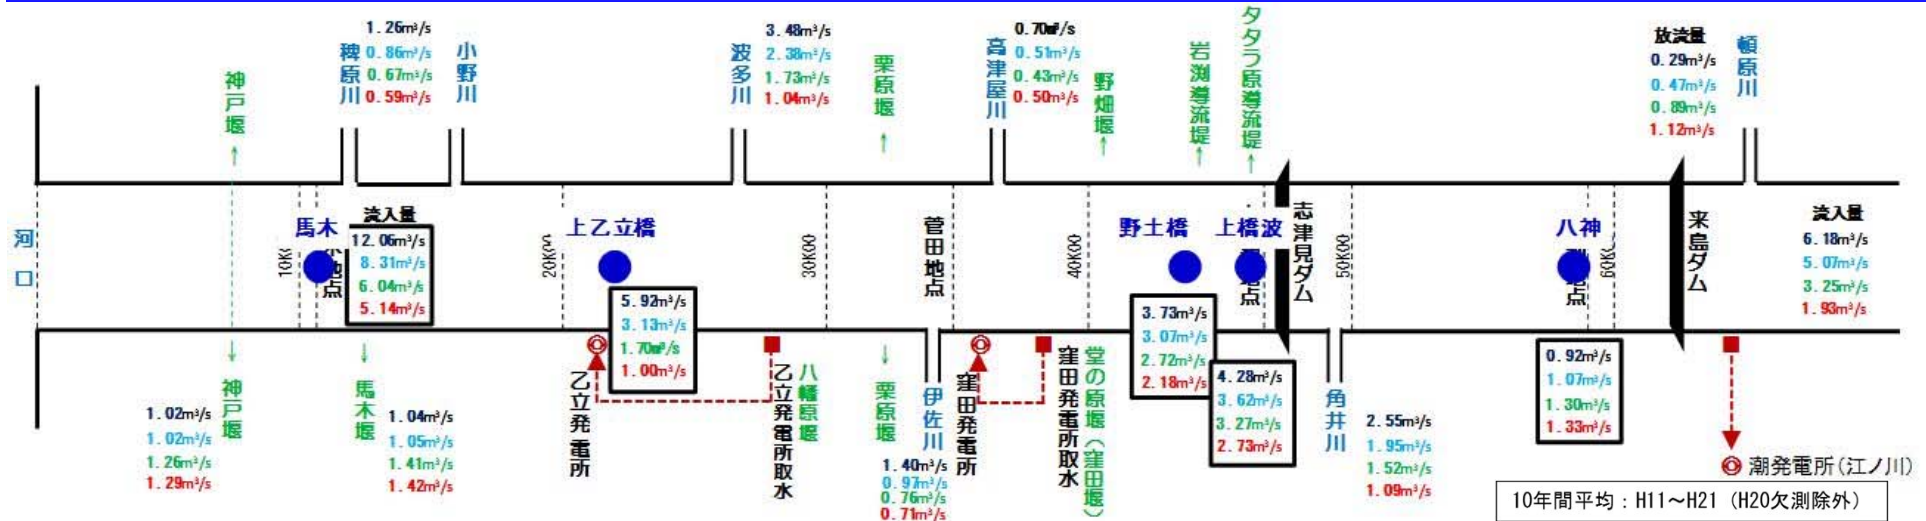 1.26m³/s
0.86m³/s
0.67m³/s
0.59m³/s
神戸堰
↑
稗原川
小野川
3.48m³/s
2.38m³/s
1.73m³/s
1.04m³/s
波多川
栗原堰
↑
0.70m³/s
0.51m³/s
0.43m³/s
0.50m³/s
高津屋川
野畑堰
↑
岩渕導流堤
↑
タタラ原導流堤
↑
放流量
0.29m³/s
0.47m³/s
0.89m³/s
1.12m³/s
頓原川
河口
10K0
馬木
地点
流入量
12.06m³/s
8.31m³/s
6.04m³/s
5.14m³/s
20K00
上乙立橋
5.92m³/s
3.13m³/s
1.70m³/s
1.00m³/s
30K00
菅田地点
40K00
野土橋
3.73m³/s
3.07m³/s
2.72m³/s
2.18m³/s
上橋波
地点
4.28m³/s
3.62m³/s
3.27m³/s
2.73m³/s
志津見ダム
50K00
八神
地点
60K0
0.92m³/s
1.07m³/s
1.30m³/s
1.33m³/s
来島ダム
流入量
6.18m³/s
5.07m³/s
3.25m³/s
1.93m³/s
↓
神戸堰
1.02m³/s
1.02m³/s
1.26m³/s
1.29m³/s
↓
馬木堰
1.04m³/s
1.05m³/s
1.41m³/s
1.42m³/s
乙立発電所
乙立発電所取水
八幡原堰
↓
栗原堰
伊佐川
1.40m³/s
0.97m³/s
0.76m³/s
0.71m³/s
窪田発電所
窪田発電所取水
堂の原堰(窪田堰)
角井川
2.55m³/s
1.95m³/s
1.52m³/s
1.09m³/s
潮発電所(江ノ川)
10年間平均:H11～H21(H20欠測除外)